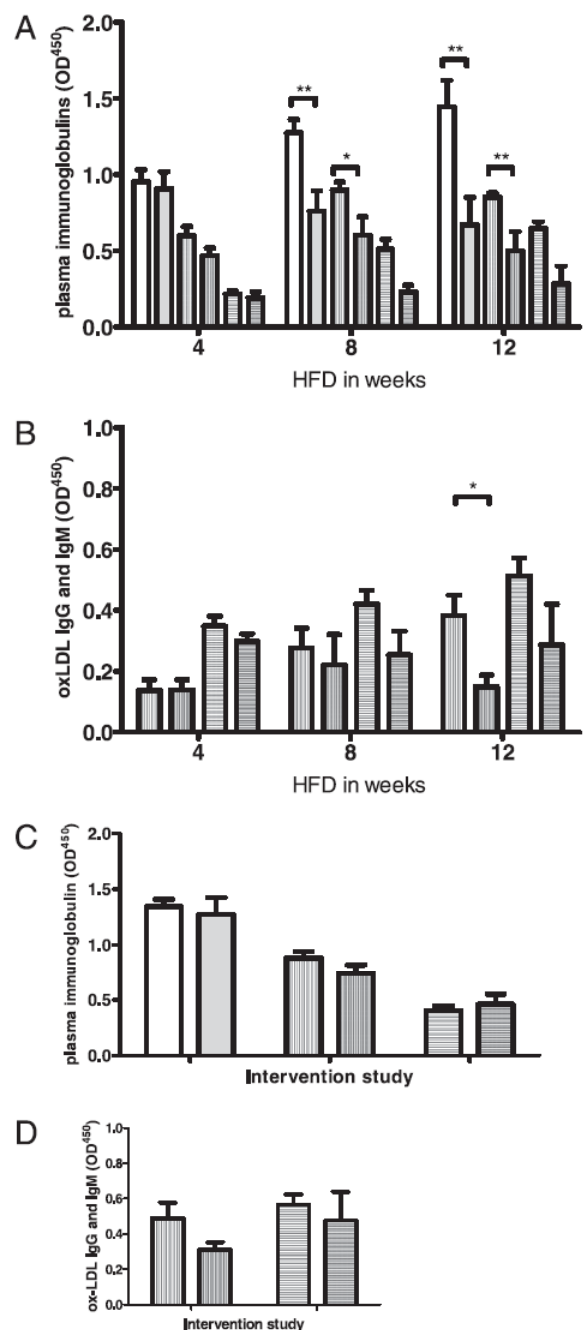 A
plasma immunoglobulins (OD⁴⁵⁰)
2.0
1.5
1.0
0.5
0.0
**
*
**
**
4
8
12
HFD in weeks
B
oxLDL IgG and IgM (OD⁴⁵⁰)
1.0
0.8
0.6
0.4
0.2
0.0
*
4
8
12
HFD in weeks
C
plasma immunoglobulin (OD⁴⁵⁰)
2.0
1.5
1.0
0.5
0.0
Intervention study
D
ox-LDL IgG and IgM (OD⁴⁵⁰)
1.0
0.8
0.6
0.4
0.2
0.0
Intervention study